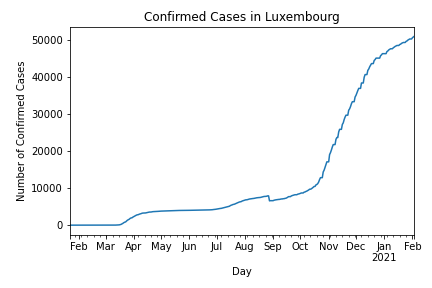 Confirmed Cases in Luxembourg
50000
40000
30000
20000
10000
0
Number of Confirmed Cases
Feb Mar Apr May Jun Jul Aug Sep Oct Nov Dec Jan Feb
2021
Day